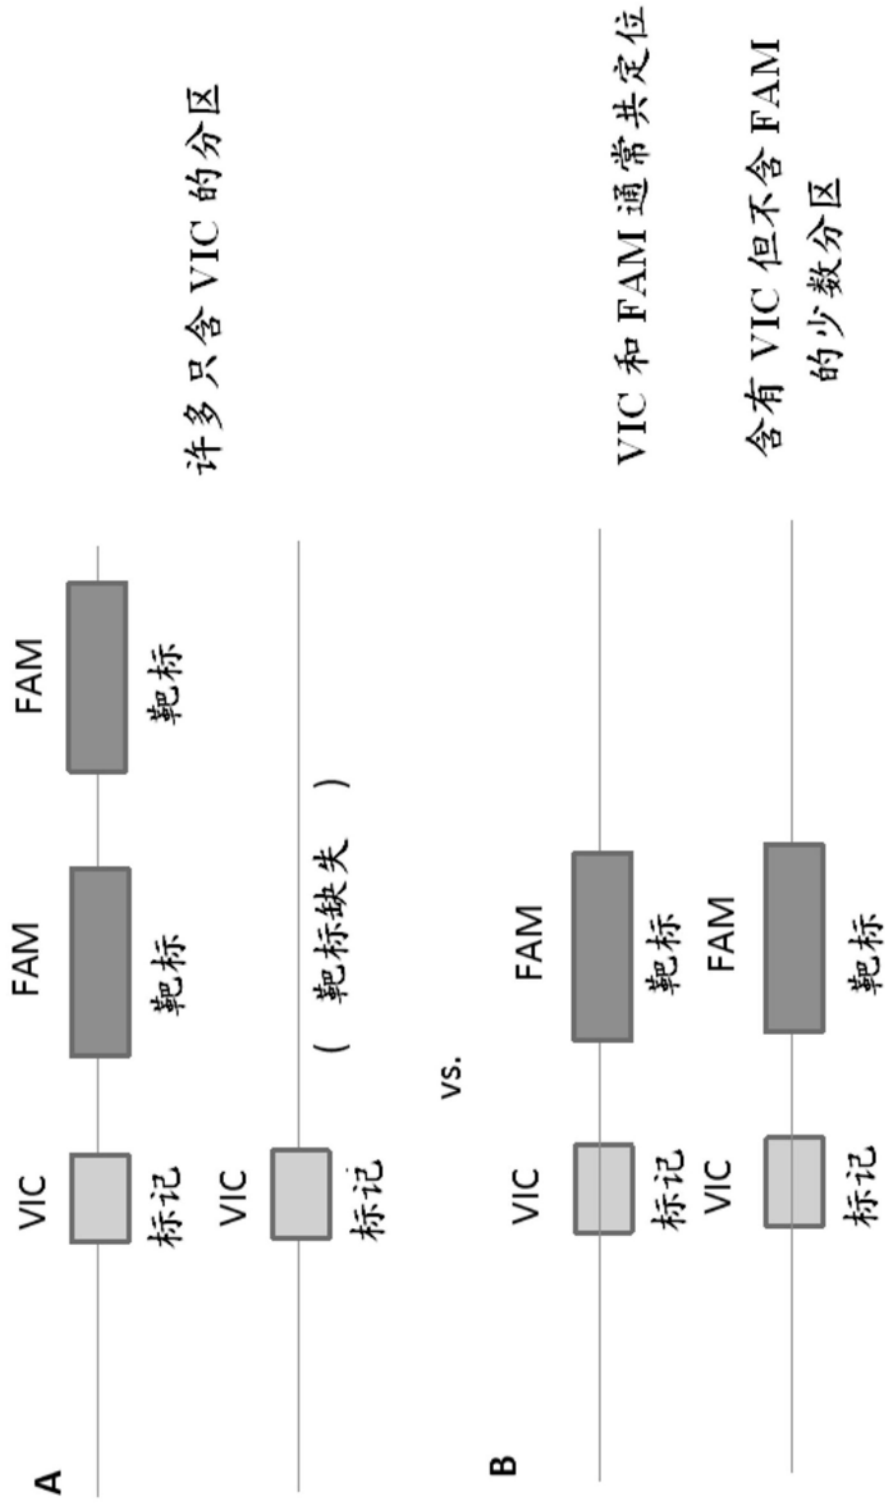 A
VIC
FAM
FAM
标记
靶标
靶标
许多只含 VIC 的分区
VIC
标记
( 靶标缺失 )
vs.
B
VIC
FAM
标记
靶标
VIC 和 FAM 通常共定位
VIC
FAM
标记
靶标
含有 VIC 但不含 FAM
的少数分区